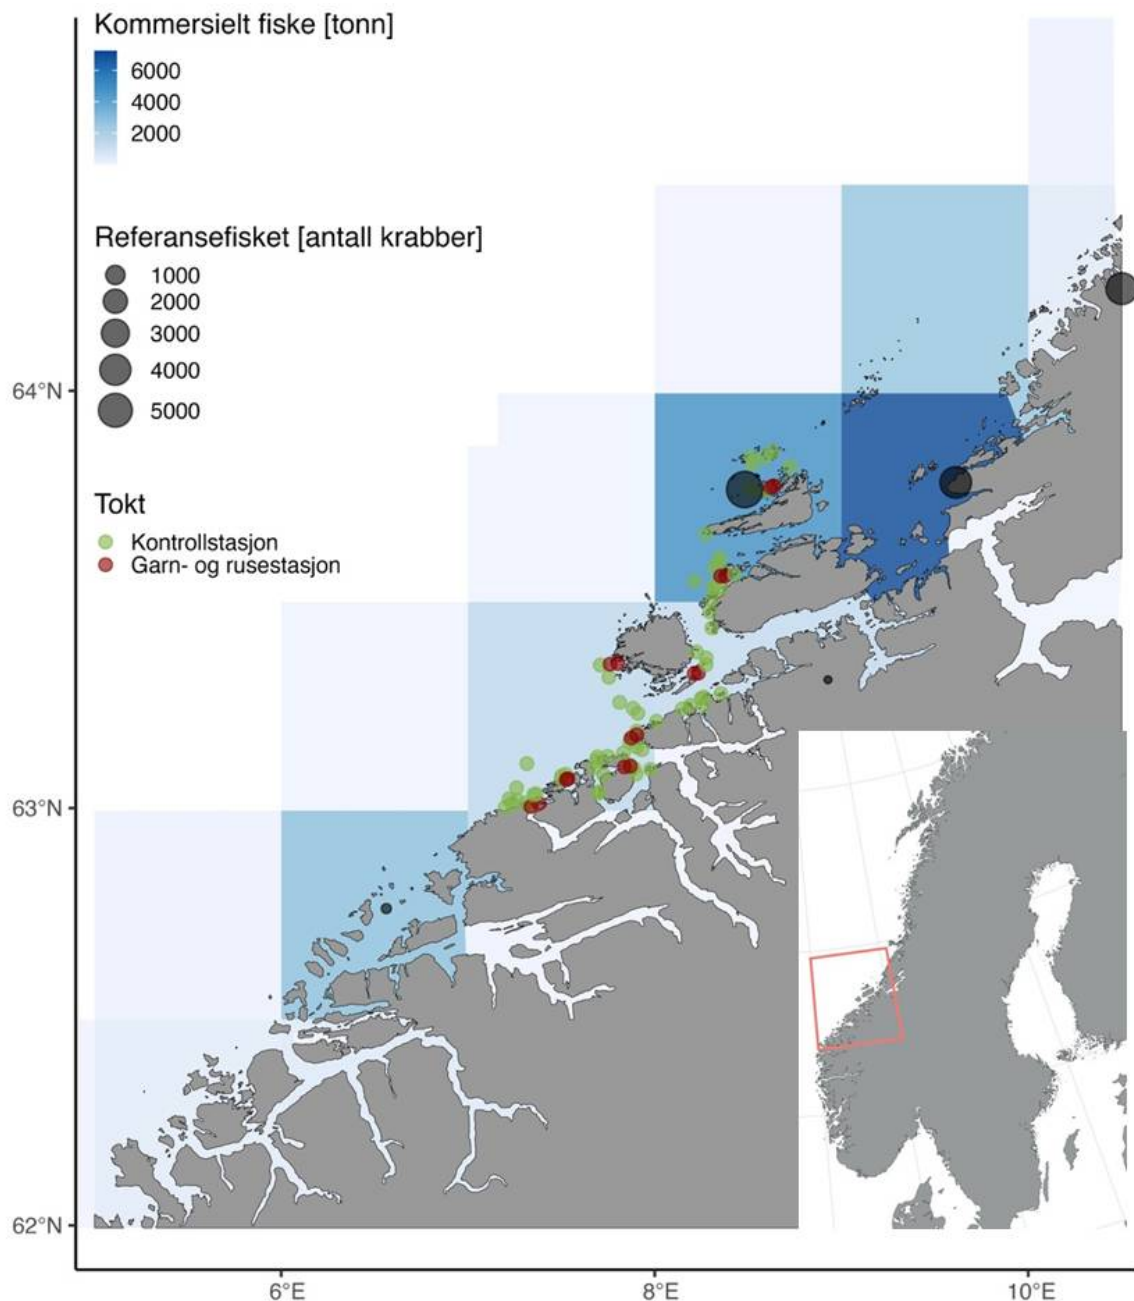 Kommersielt fiske [tonn]
6000
4000
2000
Referansefisket [antall krabber]
1000
2000
3000
4000
5000
Tokt
Kontrollstasjon
Garn- og rusestasjon
64°N
63°N
62°N
6°E
8°E
10°E